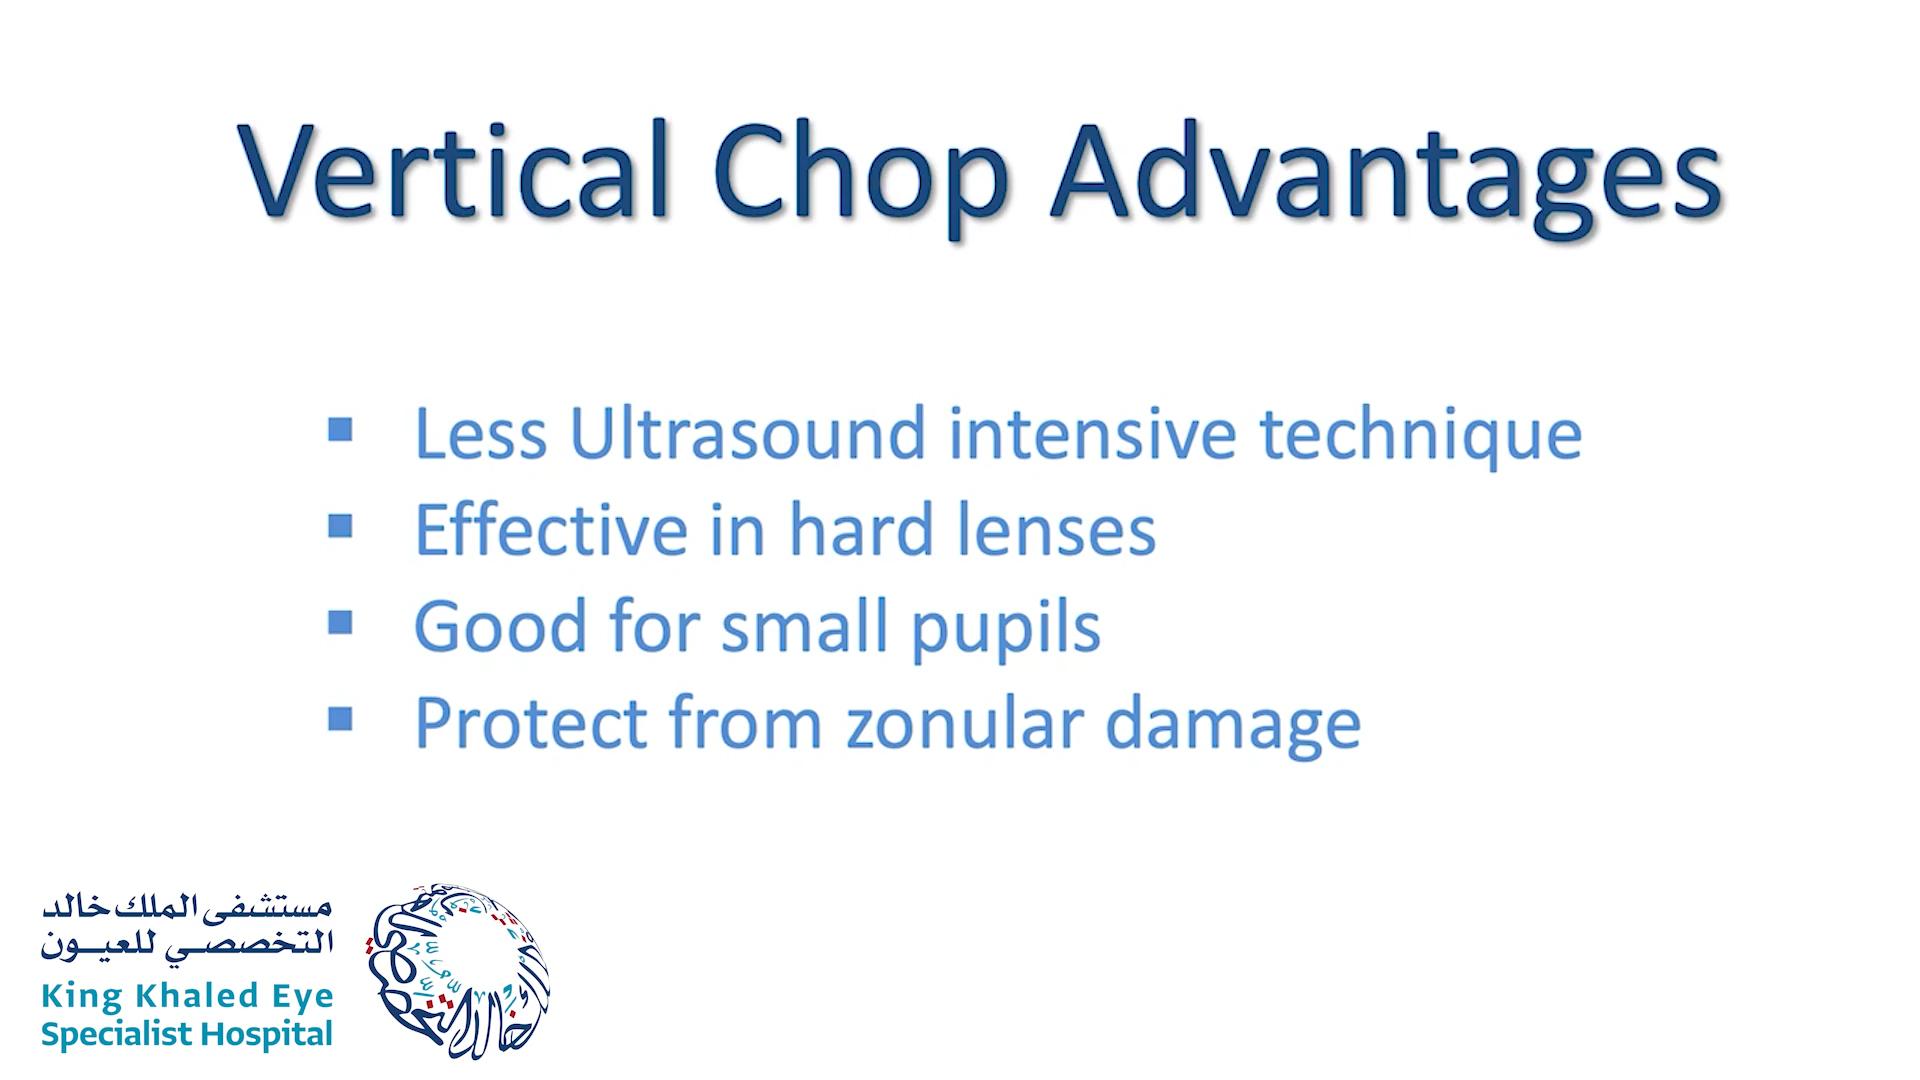 Vertical Chop Advantages
▪ Less Ultrasound intensive technique
▪ Effective in hard lenses
▪ Good for small pupils
▪ Protect from zonular damage
مستشفى الملك خالد
التخصصي للعيون
King Khaled Eye
Specialist Hospital